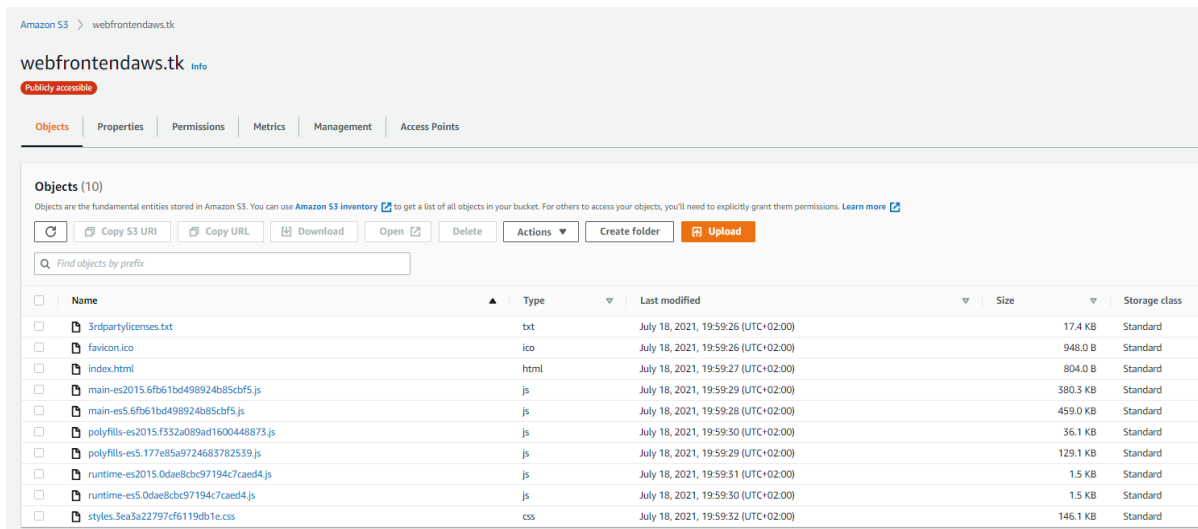 Amazon S3 > webfrontendaws.tk
webfrontendaws.tk Info
Publicly accessible
Objects Properties Permissions Metrics Management Access Points
Objects (10)
Objects are the fundamental entities stored in Amazon S3. You can use Amazon S3 inventory to get a list of all objects in your bucket. For others to access your objects, you'll need to explicitly grant them permissions. Learn more
Copy S3 URI Copy URL Download Open Delete Actions Create folder Upload
Find objects by prefix
Name Type Last modified Size Storage class
3rdpartylicenses.txt txt July 18, 2021, 19:59:26 (UTC+02:00) 17.4 KB Standard
favicon.ico ico July 18, 2021, 19:59:26 (UTC+02:00) 948.0 B Standard
index.html html July 18, 2021, 19:59:27 (UTC+02:00) 804.0 B Standard
main-es2015.6fb61bd498924b85cbf5.js js July 18, 2021, 19:59:29 (UTC+02:00) 380.3 KB Standard
main-es5.6fb61bd498924b85cbf5.js js July 18, 2021, 19:59:28 (UTC+02:00) 459.0 KB Standard
polyfills-es2015.f332a089ad1600448873.js js July 18, 2021, 19:59:30 (UTC+02:00) 36.1 KB Standard
polyfills-es5.177e85a9724683782539.js js July 18, 2021, 19:59:29 (UTC+02:00) 129.1 KB Standard
runtime-es2015.0dae8cbc97194c7caed4.js js July 18, 2021, 19:59:31 (UTC+02:00) 1.5 KB Standard
runtime-es5.0dae8cbc97194c7caed4.js js July 18, 2021, 19:59:30 (UTC+02:00) 1.5 KB Standard
styles.3ea3a22797cf6119db1e.css css July 18, 2021, 19:59:32 (UTC+02:00) 146.1 KB Standard